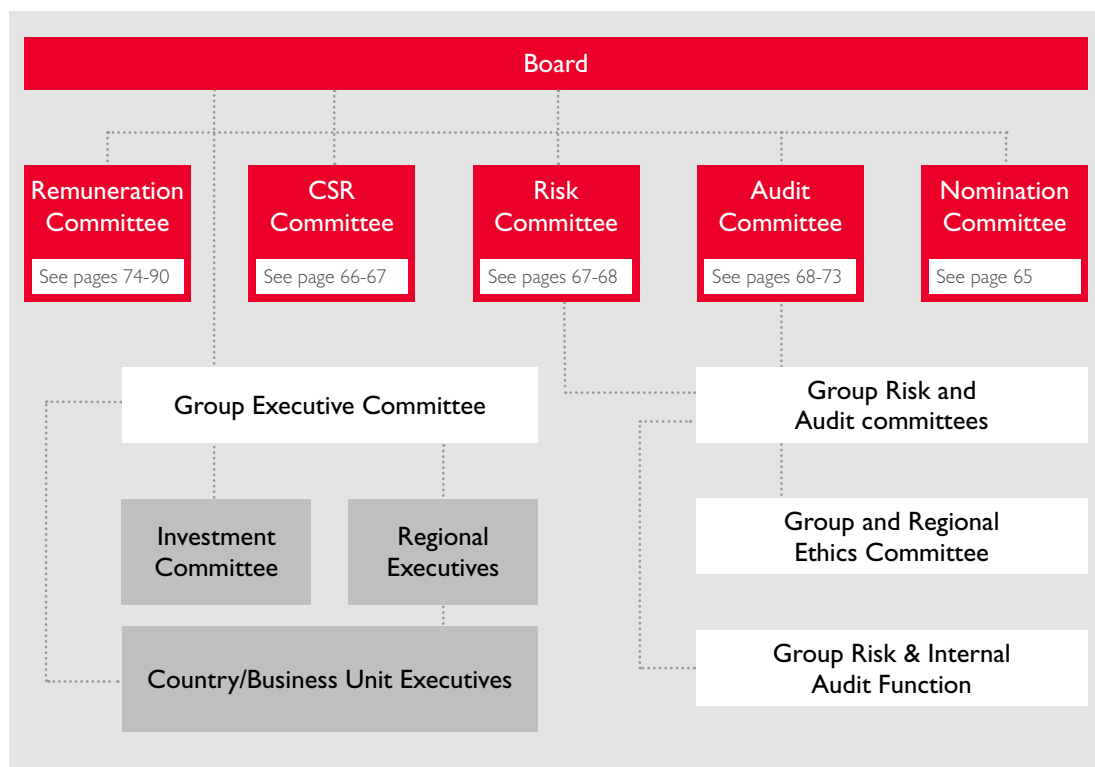 Board
Remuneration
Committee
See pages 74-90
CSR
Committee
See page 66-67
Risk
Committee
See pages 67-68
Audit
Committee
See pages 68-73
Nomination
Committee
See page 65
Group Executive Committee
Group Risk and
Audit committees
Investment
Committee
Regional
Executives
Group and Regional
Ethics Committee
Country/Business Unit Executives
Group Risk & Internal
Audit Function